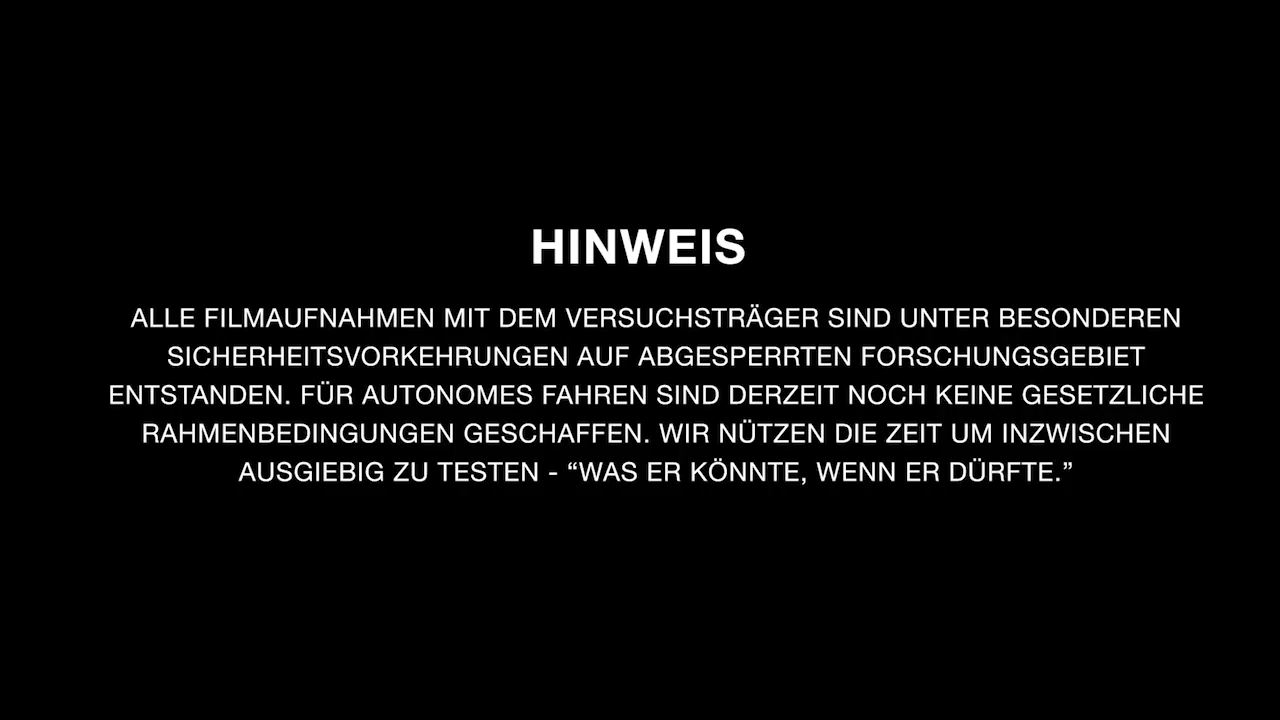 HINWEIS
ALLE FILMAUFNAHMEN MIT DEM VERSUCHSTRÄGER SIND UNTER BESONDEREN
SICHERHEITSVORKEHRUNGEN AUF ABGESPERRTEN FORSCHUNGSGEBIET
ENTSTANDEN. FÜR AUTONOMES FAHREN SIND DERZEIT NOCH KEINE GESETZLICHE
RAHMENBEDINGUNGEN GESCHAFFEN. WIR NÜTZEN DIE ZEIT UM INZWISCHEN
AUSGIEBIG ZU TESTEN - “WAS ER KÖNNTE, WENN ER DÜRFTE.”